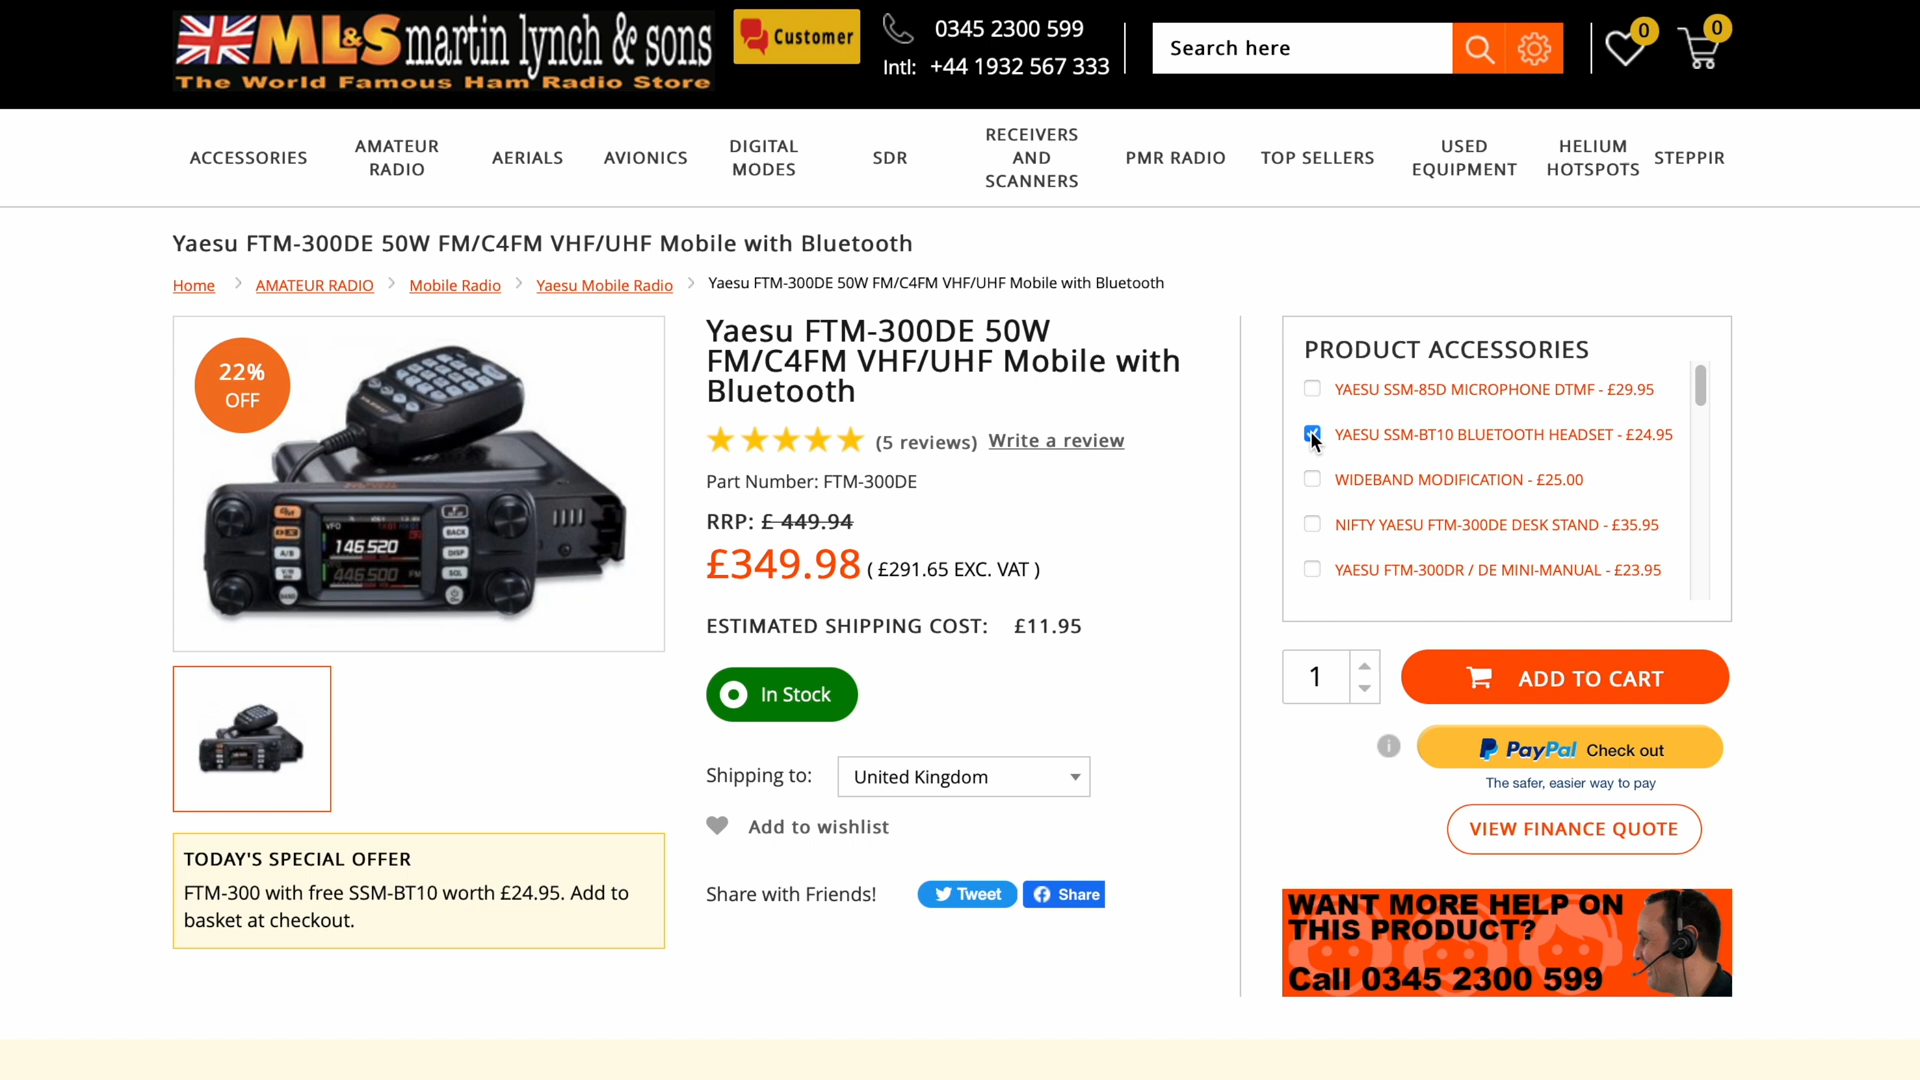 ML&S martin lynch & sons
The World Famous Ham Radio Store
Customer
0345 2300 599
Intl: +44 1932 567 333
Search here
0
0
ACCESSORIES
AMATEUR RADIO
AERIALS
AVIONICS
DIGITAL MODES
SDR
RECEIVERS AND SCANNERS
PMR RADIO
TOP SELLERS
USED EQUIPMENT
HELIUM HOTSPOTS
STEPPIR
Yaesu FTM-300DE 50W FM/C4FM VHF/UHF Mobile with Bluetooth
Home > AMATEUR RADIO > Mobile Radio > Yaesu Mobile Radio > Yaesu FTM-300DE 50W FM/C4FM VHF/UHF Mobile with Bluetooth
22%
OFF
VFO
146.520
446.500 FM
A/B
BAND
BACK
DISP
SQL
TODAY'S SPECIAL OFFER
FTM-300 with free SSM-BT10 worth £24.95. Add to
basket at checkout.
Yaesu FTM-300DE 50W
FM/C4FM VHF/UHF Mobile with
Bluetooth
(5 reviews) Write a review
Part Number: FTM-300DE
RRP: £ 449.94
£349.98 ( £291.65 EXC. VAT )
ESTIMATED SHIPPING COST: £11.95
In Stock
Shipping to: United Kingdom
Add to wishlist
Share with Friends! Tweet Share
PRODUCT ACCESSORIES
YAESU SSM-85D MICROPHONE DTMF - £29.95
YAESU SSM-BT10 BLUETOOTH HEADSET - £24.95
WIDEBAND MODIFICATION - £25.00
NIFTY YAESU FTM-300DE DESK STAND - £35.95
YAESU FTM-300DR / DE MINI-MANUAL - £23.95
1
ADD TO CART
i
PayPal Check out
The safer, easier way to pay
VIEW FINANCE QUOTE
WANT MORE HELP ON
THIS PRODUCT?
Call 0345 2300 599